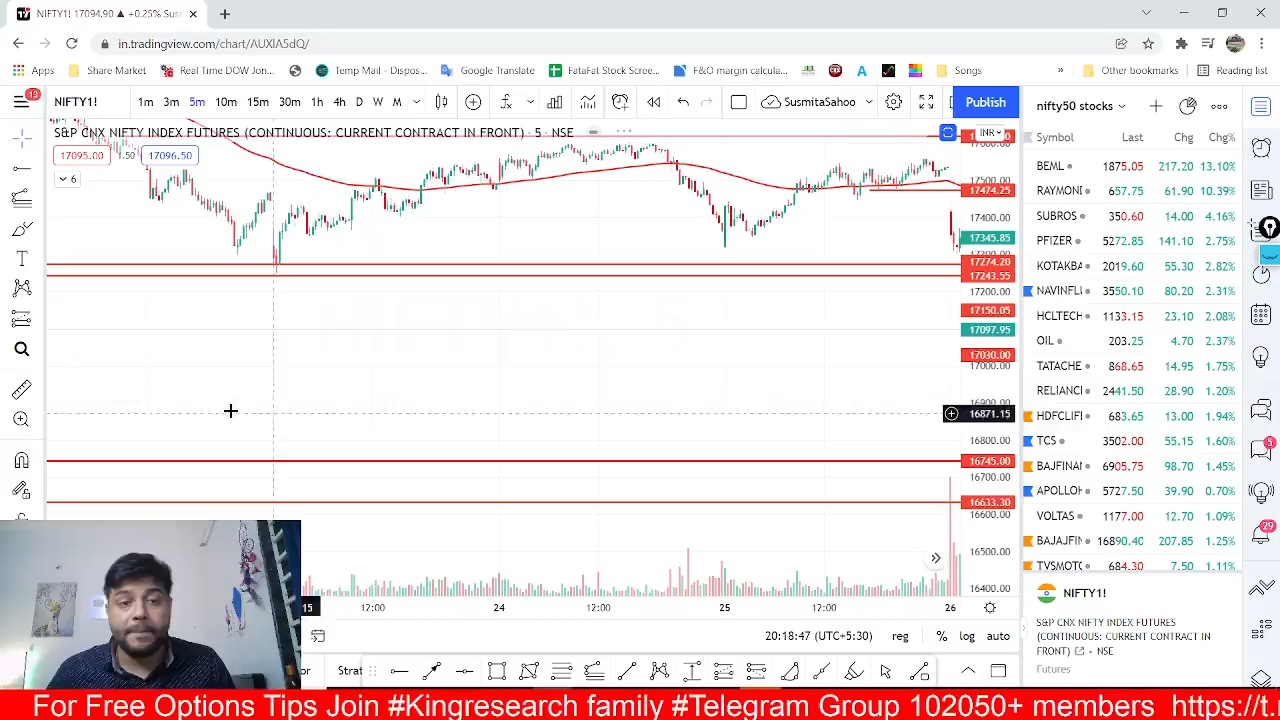 NIFTY1! 17094.90 ▲ +0.25% Sus
in.tradingview.com/chart/AUXIA5dQ/
Apps Share Market Real Time DOW Jon... Temp Mail - Dispos... Google Translate FataFat Stock Scree... F&O margin calcula... Songs » Other bookmarks Reading list
13 NIFTY1! 1m 3m 5m 10m 15m 30m 1h 4h D W M SusmitaSahoo Publish
S&P CNX NIFTY INDEX FUTURES (CONTINUOUS: CURRENT CONTRACT IN FRONT) · 5 · NSE
INR
17095.00 1.50 17096.50
6
17500.00
17474.25
17400.00
17345.85
17274.20
17243.55
17200.00
17150.05
17097.95
17030.00
17000.00
16871.15
16800.00
16745.00
16700.00
16633.30
16600.00
16500.00
16400.00
15 12:00 24 12:00 25 12:00 26
20:18:47 (UTC+5:30) reg % log auto
Strat
nifty50 stocks
Symbol Last Chg Chg%
BEML 1875.05 217.20 13.10%
RAYMON 657.75 61.90 10.39%
SUBROS 350.60 14.00 4.16%
PFIZER 5272.85 141.10 2.75%
KOTAKBA 2019.60 55.30 2.82%
NAVINFL 3550.10 80.20 2.31%
HCLTECH 1133.15 23.10 2.08%
OIL 203.25 4.70 2.37%
TATACHE 868.65 14.95 1.75%
RELIANC 2441.50 28.90 1.20%
HDFCLIFI 683.65 13.00 1.94%
TCS 3502.00 55.15 1.60%
BAJFINAN 6905.75 98.70 1.45%
APOLLOH 5727.50 39.90 0.70%
VOLTAS 1177.00 12.70 1.09%
BAJAJFIN 16890.40 207.85 1.25%
TVSMOTO 684.30 7.50 1.11%
5
29
NIFTY1!
S&P CNX NIFTY INDEX FUTURES
(CONTINUOUS: CURRENT CONTRACT IN
FRONT) · NSE
Futures
For Free Options Tips Join #Kingresearch family #Telegram Group 102050+ members https://t.